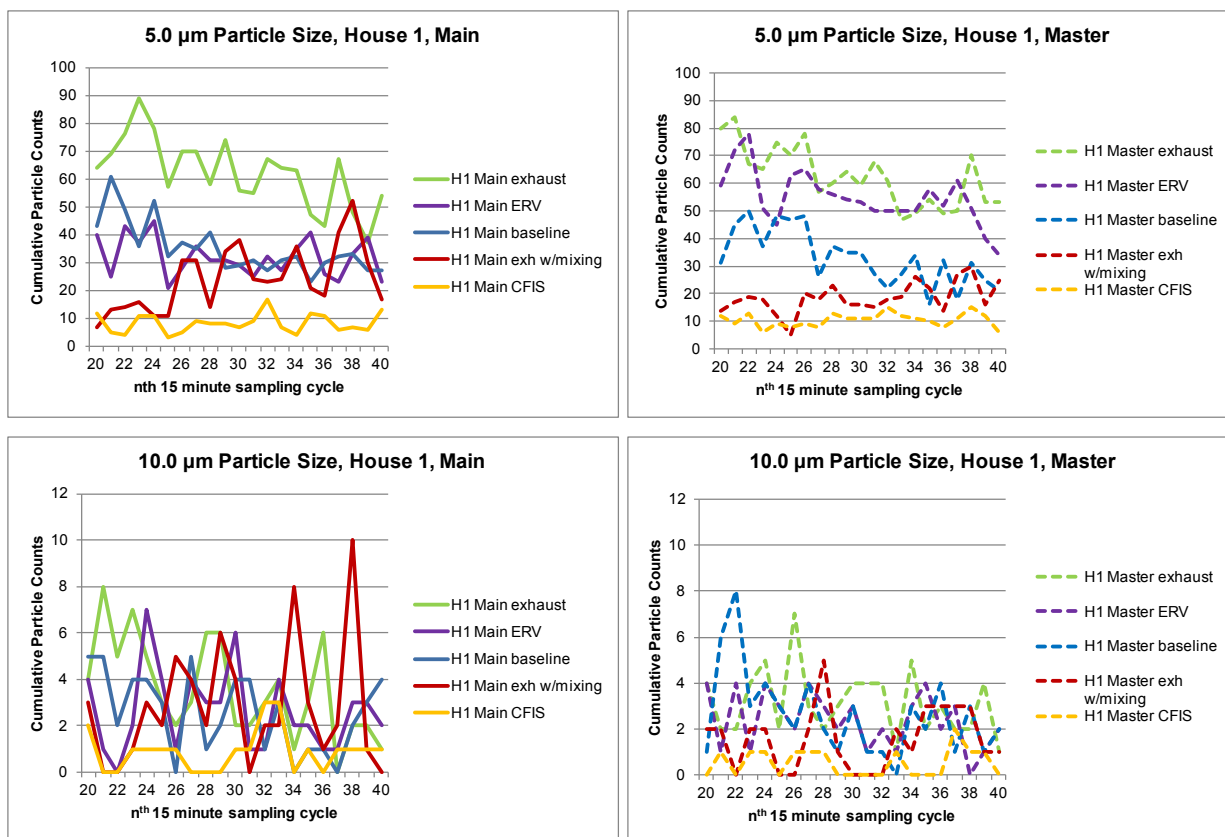 5.0 µm Particle Size, House 1, Main
Cumulative Particle Counts
100
90
80
70
60
50
40
30
20
10
0
20 22 24 26 28 30 32 34 36 38 40
nth 15 minute sampling cycle
H1 Main exhaust
H1 Main ERV
H1 Main baseline
H1 Main exh w/mixing
H1 Main CFIS
5.0 µm Particle Size, House 1, Master
Cumulative Particle Counts
100
90
80
70
60
50
40
30
20
10
0
20 22 24 26 28 30 32 34 36 38 40
nth 15 minute sampling cycle
H1 Master exhaust
H1 Master ERV
H1 Master baseline
H1 Master exh
w/mixing
H1 Master CFIS
10.0 µm Particle Size, House 1, Main
Cumulative Particle Counts
12
10
8
6
4
2
0
20 22 24 26 28 30 32 34 36 38 40
nth 15 minute sampling cycle
H1 Main exhaust
H1 Main ERV
H1 Main baseline
H1 Main exh w/mixing
H1 Main CFIS
10.0 µm Particle Size, House 1, Master
Cumulative Particle Counts
12
10
8
6
4
2
0
20 22 24 26 28 30 32 34 36 38 40
nth 15 minute sampling cycle
H1 Master exhaust
H1 Master ERV
H1 Master baseline
H1 Master exh
w/mixing
H1 Master CFIS